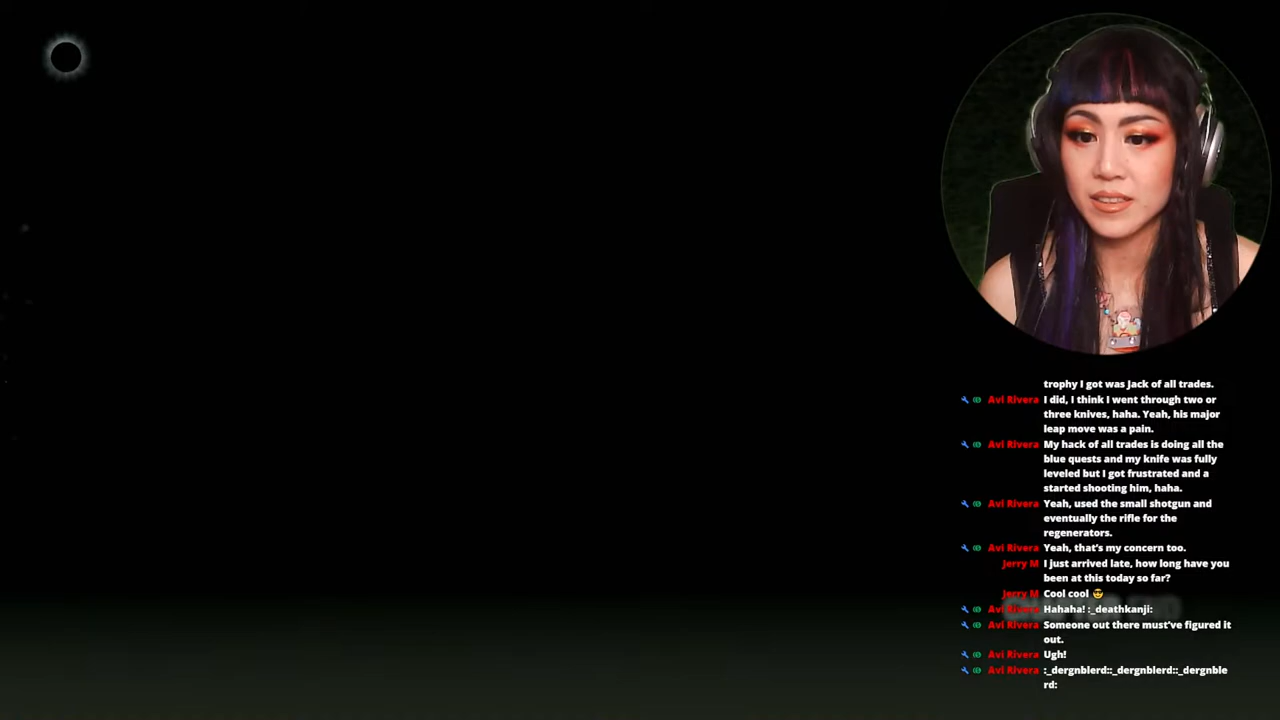 trophy I got was Jack of all trades.
Avi Rivera I did, I think I went through two or
three knives, haha. Yeah, his major
leap move was a pain.
Avi Rivera My hack of all trades is doing all the
blue quests and my knife was fully
leveled but I got frustrated and a
started shooting him, haha.
Avi Rivera Yeah, used the small shotgun and
eventually the rifle for the
regenerators.
Avi Rivera Yeah, that's my concern too.
Jerry M I just arrived late, how long have you
been at this today so far?
Jerry M Cool cool 😎
Avi Rivera Hahaha! :_deathkanji:
Avi Rivera Someone out there must've figured it
out.
Avi Rivera Ugh!
Avi Rivera :_dergnblerd::_dergnblerd::_dergnble
rd: